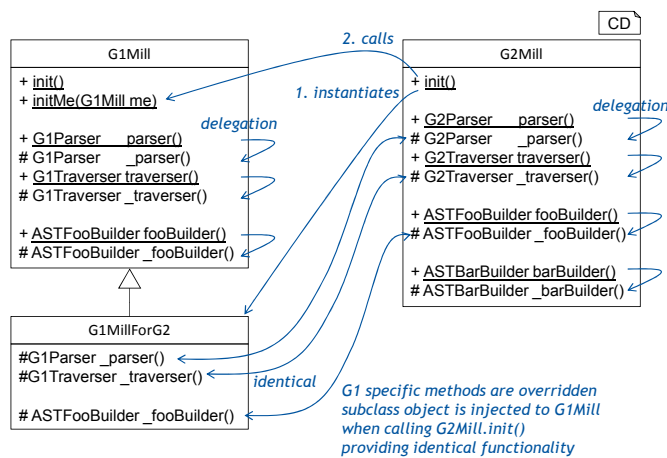 CD
G1Mill
+ init()
+ initMe(G1Mill me)
+ G1Parser _parser()
# G1Parser _parser()
+ G1Traverser traverser()
# G1Traverser _traverser()
+ ASTFooBuilder fooBuilder()
# ASTFooBuilder _fooBuilder()
delegation
2. calls
1. instantiates
G2Mill
+ init()
+ G2Parser _parser()
# G2Parser _parser()
+ G2Traverser traverser()
# G2Traverser _traverser()
+ ASTFooBuilder fooBuilder()
# ASTFooBuilder _fooBuilder()
+ ASTBarBuilder barBuilder()
# ASTBarBuilder _barBuilder()
delegation
G1MillForG2
#G1Parser _parser()
#G1Traverser _traverser()
# ASTFooBuilder _fooBuilder()
identical
G1 specific methods are overridden
subclass object is injected to G1Mill
when calling G2Mill.init()
providing identical functionality